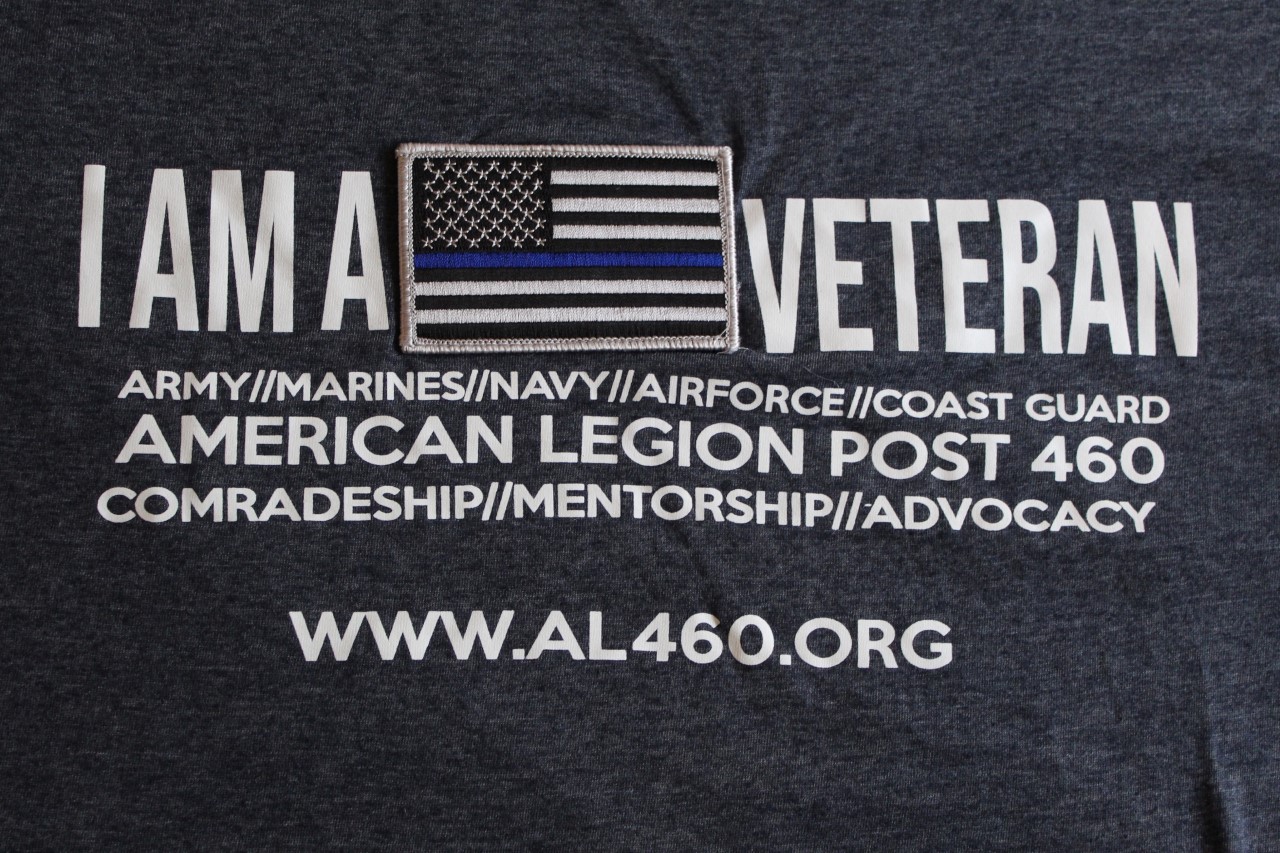 I AM A VETERAN
ARMY//MARINES//NAVY//AIRFORCE//COAST GUARD
AMERICAN LEGION POST 460
COMRADESHIP//MENTORSHIP//ADVOCACY
WWW.AL460.ORG